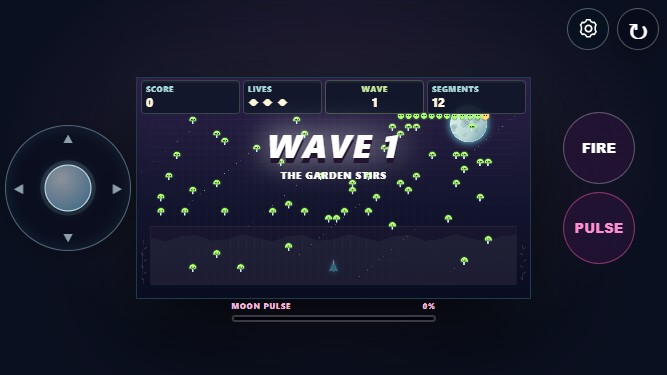 SCORE
0
LIVES
WAVE
1
SEGMENTS
12
WAVE 1
THE GARDEN STIRS
FIRE
PULSE
MOON PULSE
0%